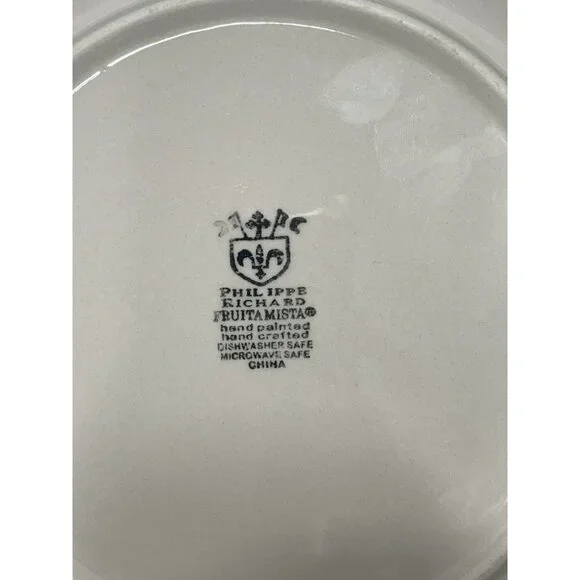 PHILIPPE
RICHARD
FRUITAMISTA®
hand painted
hand crafted
DISHWASHER SAFE
MICROWAVE SAFE
CHINA